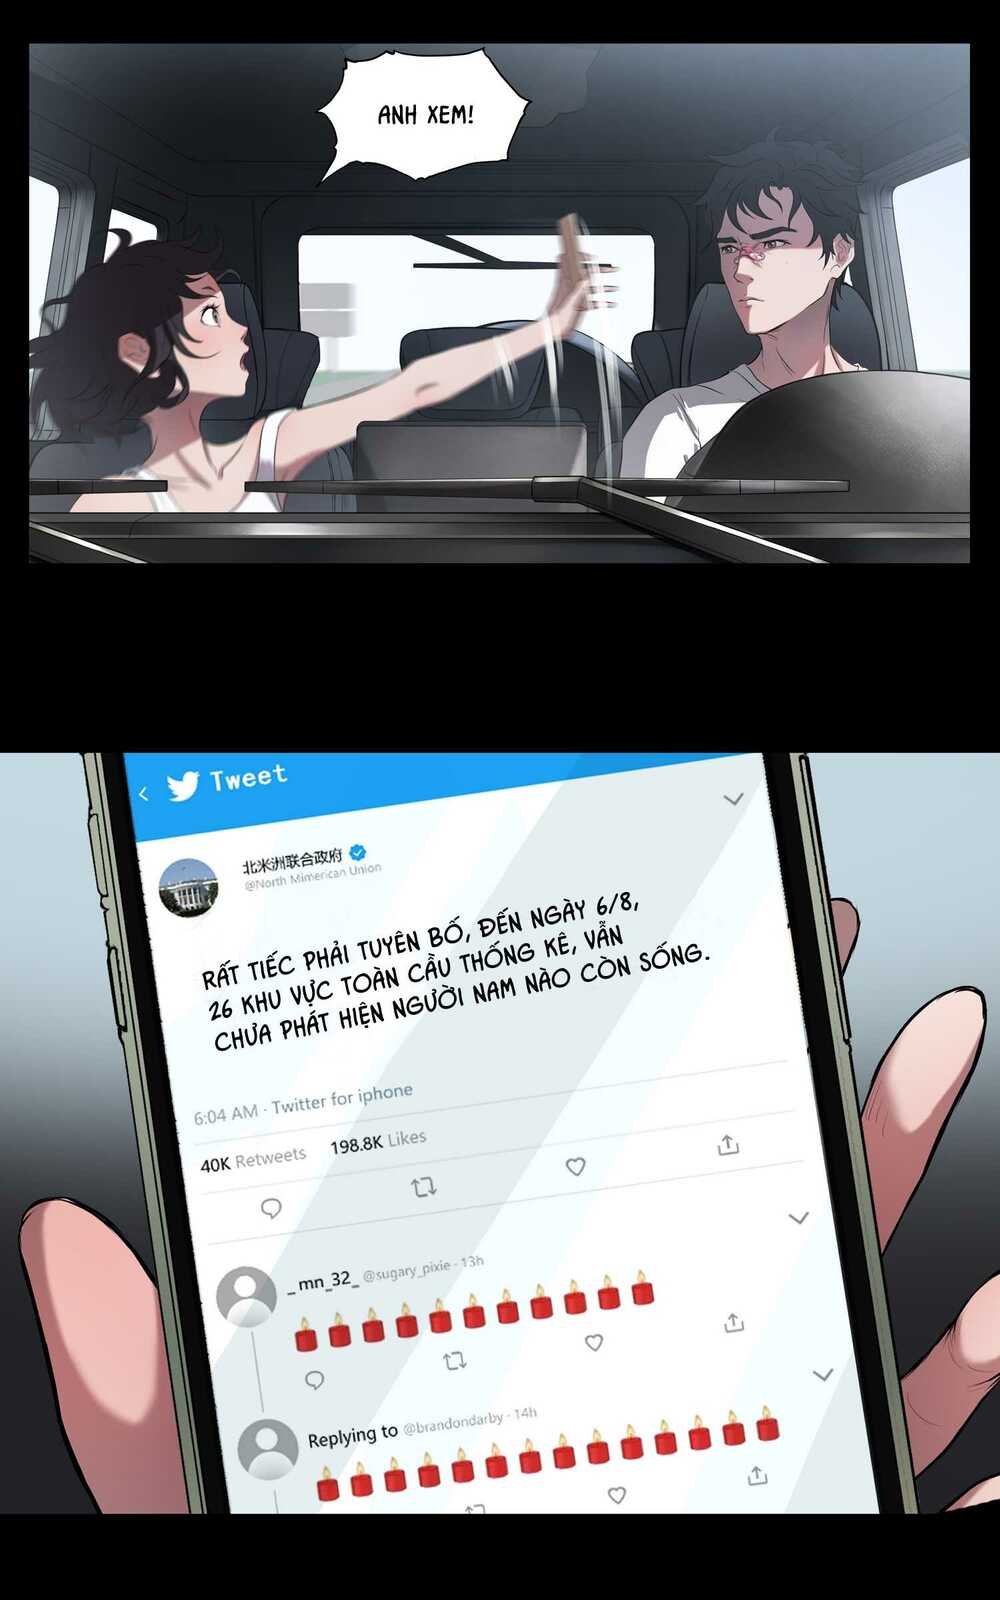 ANH XEM!
Tweet
北米洲联合政府
@North Mimerican Union
RẤT TIẾC PHẢI TUYÊN BỐ, ĐẾN NGÀY 6/8,
26 KHU VỰC TOÀN CẦU THỐNG KÊ, VẪN
CHƯA PHÁT HIỆN NGƯỜI NAM NÀO CÒN SỐNG.
6:04 AM · Twitter for iphone
40K Retweets 198.8K Likes
_mn_32_ @sugary_pixie · 13h
Replying to @brandondarby · 14h